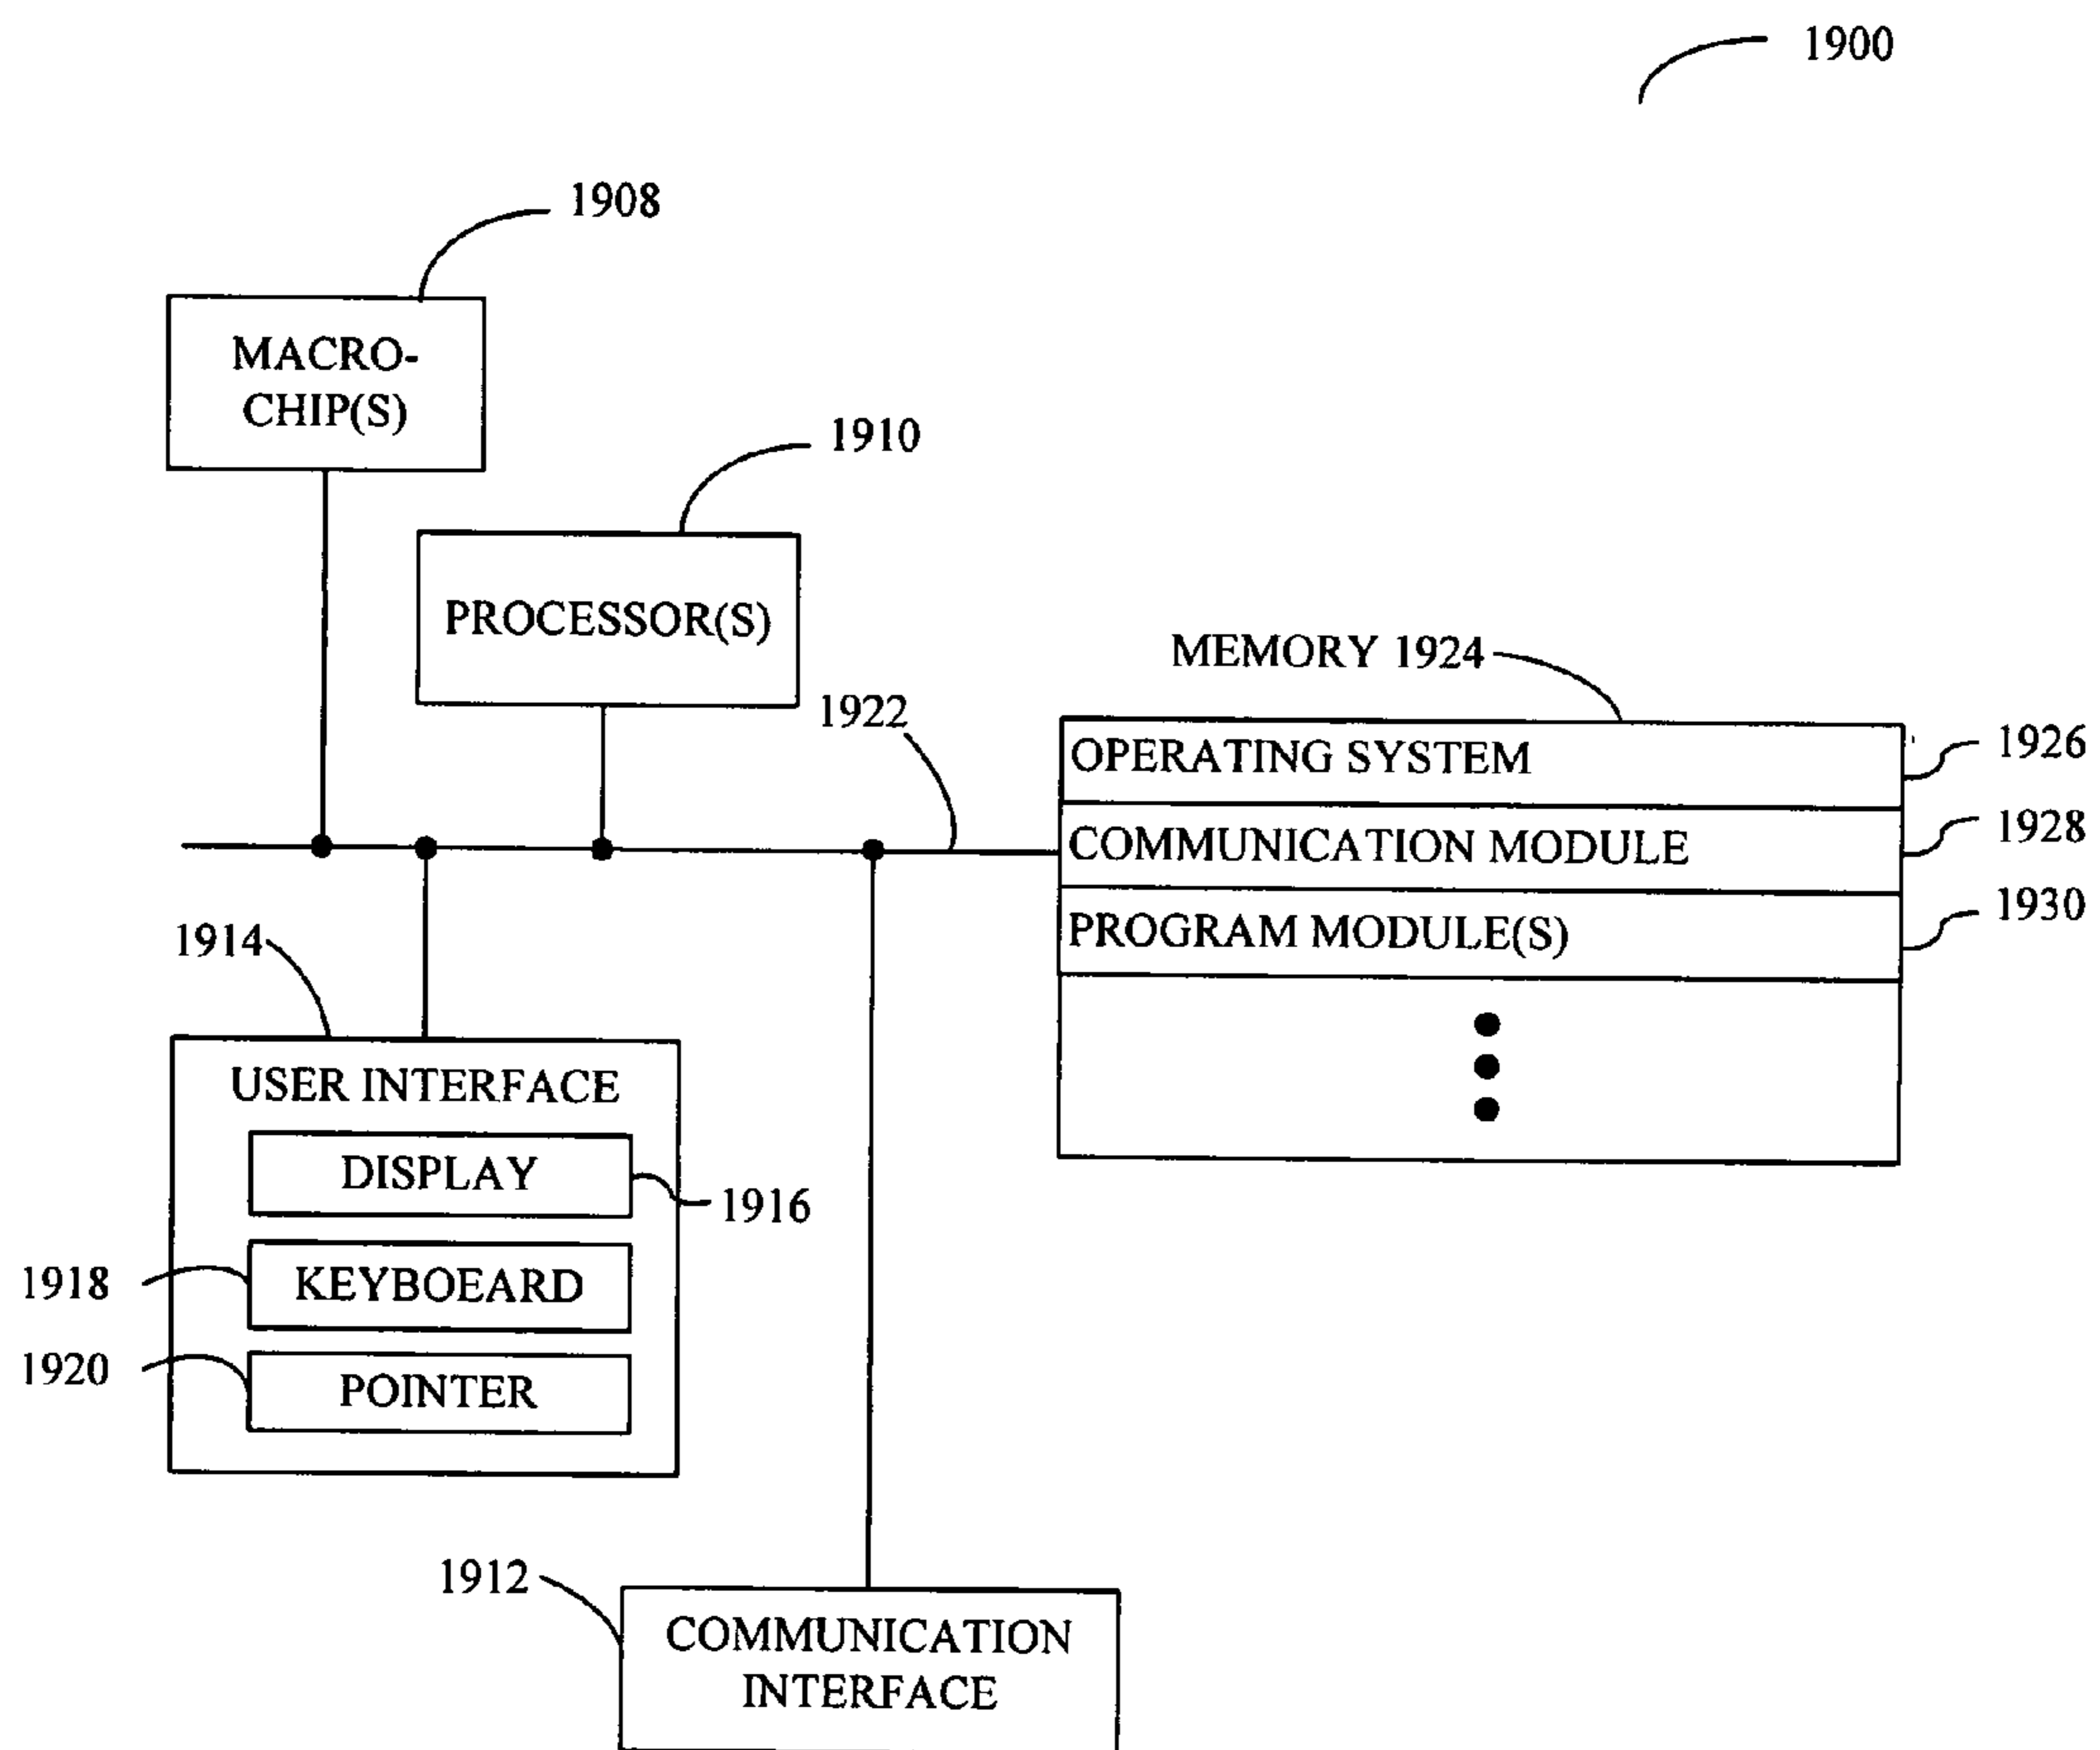 1900
1908
MACRO-
CHIP(S)
1910
PROCESSOR(S)
MEMORY 1924
1922
OPERATING SYSTEM
1926
COMMUNICATION MODULE
1928
PROGRAM MODULE(S)
1930
1914
USER INTERFACE
DISPLAY
1916
1918
KEYBOEARD
1920
POINTER
1912
COMMUNICATION
INTERFACE